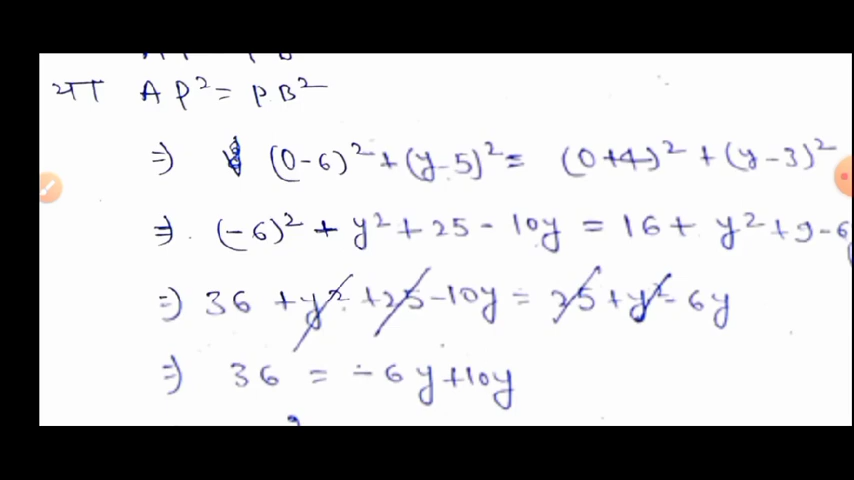 या AP² = PB²
⇒ (0-6)² + (y-5)² = (0+4)² + (y-3)²
⇒ (-6)² + y² + 25 - 10y = 16 + y² + 9 - 6
⇒ 36 + y² + 25 - 10y = 25 + y² - 6y
⇒ 36 = -6y + 10y